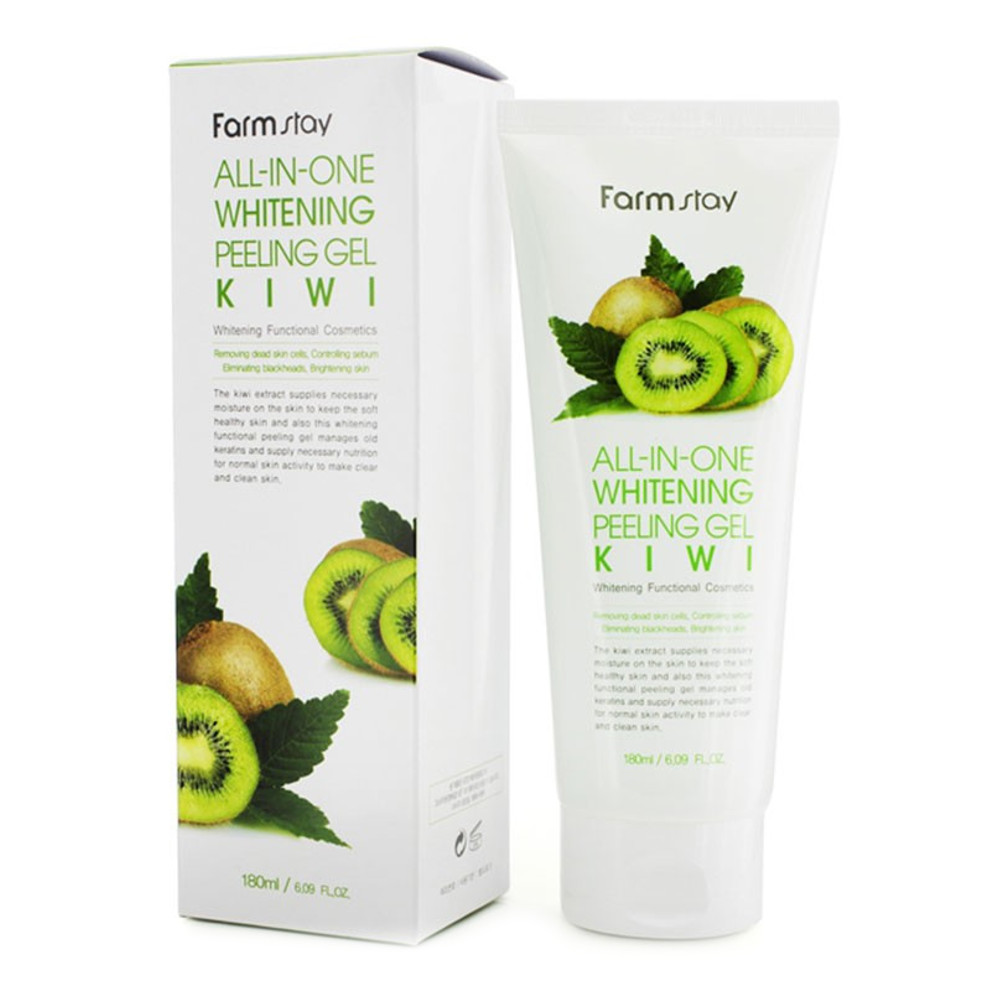 Farmstay
ALL-IN-ONE
WHITENING
PEELING GEL
KIWI
Whitening Functional Cosmetics
Removing dead skin cells, Controlling sebum
Eliminating blackheads, Brightening skin
The kiwi extract supplies necessary
moisture on the skin to keep the soft
healthy skin and also this whitening
functional peeling gel manages old
keratins and supply necessary nutrition
for normal skin activity to make clear
and clean skin.
180ml / 6.09 FL.OZ.
Farmstay
ALL-IN-ONE
WHITENING
PEELING GEL
KIWI
Whitening Functional Cosmetics
Removing dead skin cells, Controlling sebum
Eliminating blackheads, Brightening skin
The kiwi extract supplies necessary
moisture on the skin to keep the soft
healthy skin and also this whitening
functional peeling gel manages old
keratins and supply necessary nutrition
for normal skin activity to make clear
and clean skin.
180ml / 6.09 FL.OZ.